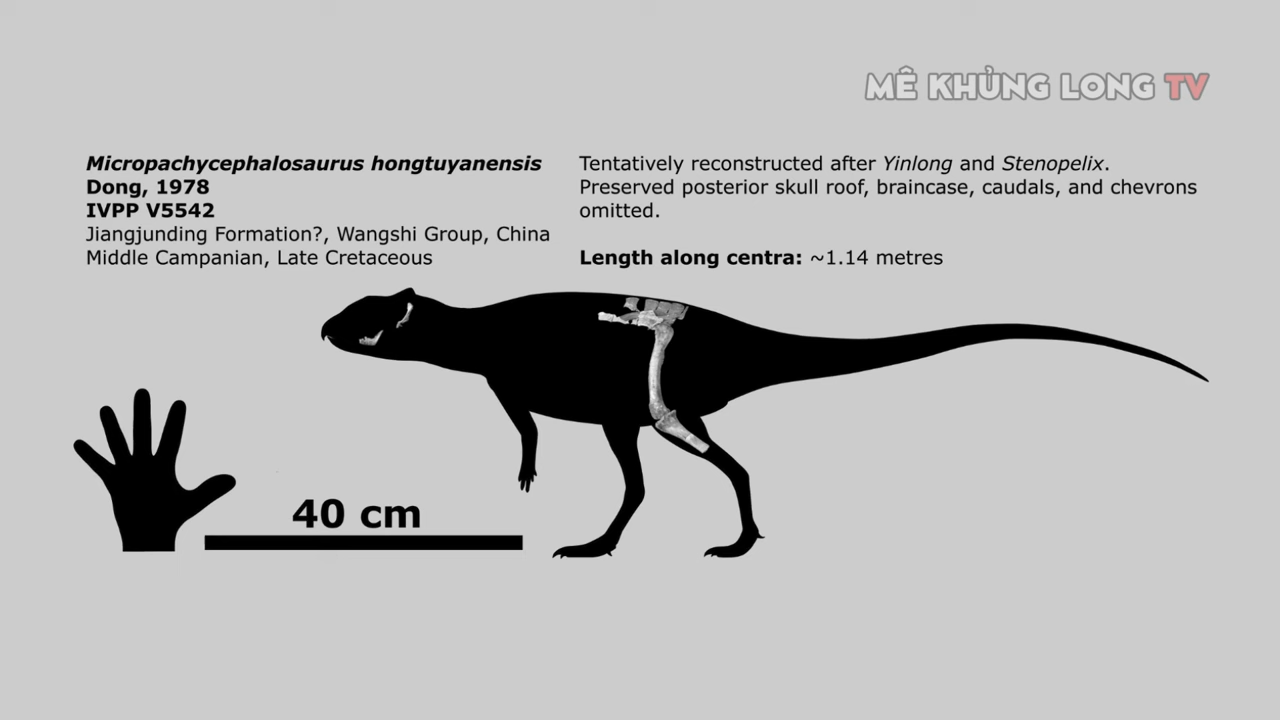 MÊ KHỦNG LONG TV
Micropachycephalosaurus hongtuyanensis
Dong, 1978
IVPP V5542
Jiangjunding Formation?, Wangshi Group, China
Middle Campanian, Late Cretaceous
Tentatively reconstructed after Yinlong and Stenopelix.
Preserved posterior skull roof, braincase, caudals, and chevrons
omitted.
Length along centra: ~1.14 metres
40 cm